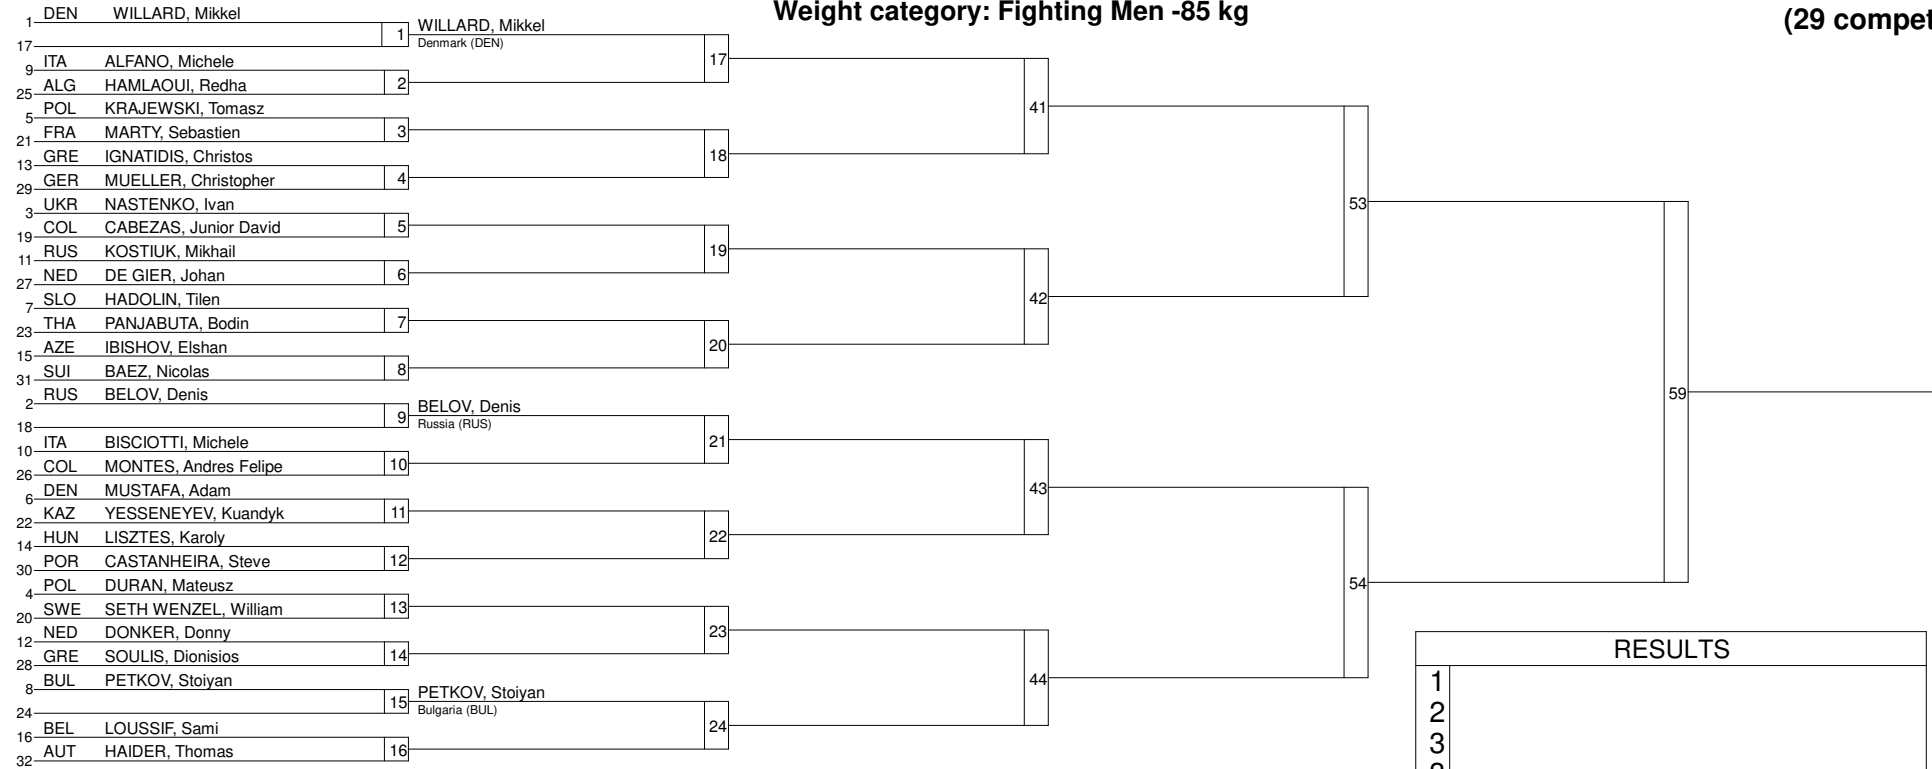 Weight category: Fighting Men -85 kg
(29 compet
1 DEN WILLARD, Mikkel
17
1 WILLARD, Mikkel
Denmark (DEN)
9 ITA ALFANO, Michele
25 ALG HAMLAOUI, Redha
2
17
5 POL KRAJEWSKI, Tomasz
21 FRA MARTY, Sebastien
3
13 GRE IGNATIDIS, Christos
29 GER MUELLER, Christopher
4
18
41
3 UKR NASTENKO, Ivan
19 COL CABEZAS, Junior David
5
11 RUS KOSTIUK, Mikhail
27 NED DE GIER, Johan
6
19
7 SLO HADOLIN, Tilen
23 THA PANJABUTA, Bodin
7
15 AZE IBISHOV, Elshan
31 SUI BAEZ, Nicolas
8
20
42
53
2 RUS BELOV, Denis
18
9 BELOV, Denis
Russia (RUS)
10 ITA BISCIOTTI, Michele
26 COL MONTES, Andres Felipe
10
21
6 DEN MUSTAFA, Adam
22 KAZ YESSENEYEV, Kuandyk
11
14 HUN LISZTES, Karoly
30 POR CASTANHEIRA, Steve
12
22
43
4 POL DURAN, Mateusz
20 SWE SETH WENZEL, William
13
12 NED DONKER, Donny
28 GRE SOULIS, Dionisios
14
23
8 BUL PETKOV, Stoiyan
24
15 PETKOV, Stoiyan
Bulgaria (BUL)
16 BEL LOUSSIF, Sami
32 AUT HAIDER, Thomas
16
24
44
54
59
RESULTS
1
2
3